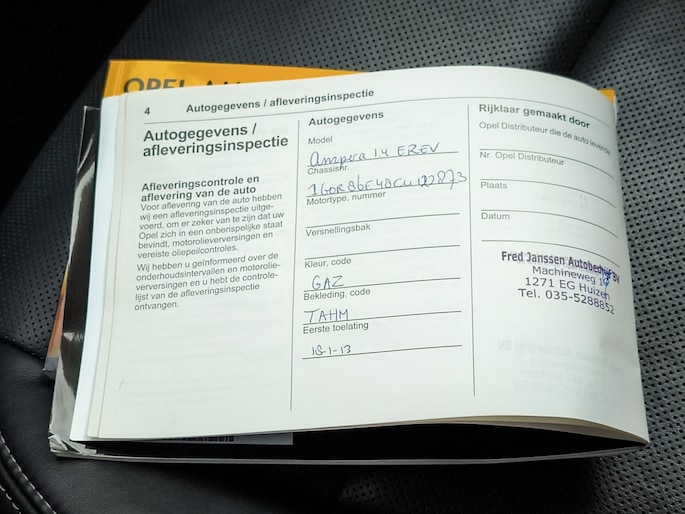 OPEL
4 Autogegevens / afleveringsinspectie
Autogegevens /
afleveringsinspectie
Afleveringscontrole en
aflevering van de auto
Voor aflevering van de auto hebben
wij een afleveringsinspectie uitge-
voerd, om er zeker van te zijn dat uw
Opel zich in een onberispelijke staat
bevindt, motorolieverversingen en
vereiste oliepeilcontroles.
Wij hebben u geïnformeerd over de
onderhoudsintervallen en motorolie-
verversingen en u hebt de controle-
lijst van de afleveringsinspectie
ontvangen.
Autogegevens
Model
Ampera 1.4 EREV
Chassisnr.
1G0RB6E48CU122873
Motortype, nummer
Versnellingsbak
Kleur, code
GAZ
Bekleding, code
TAHM
Eerste toelating
18-1-13
Rijklaar gemaakt door
Opel Distributeur die de auto leverde
Nr. Opel Distributeur
Plaats
Datum
Fred Janssen Autobedrijf BV
Machineweg
1271 EG Huizen
Tel. 035-5288852